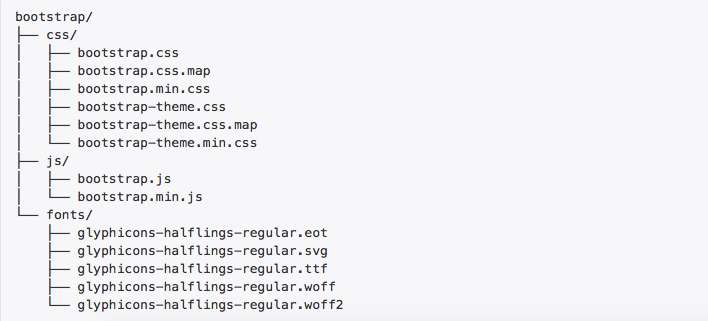 bootstrap/
├── css/
│   ├── bootstrap.css
│   ├── bootstrap.css.map
│   ├── bootstrap.min.css
│   ├── bootstrap-theme.css
│   ├── bootstrap-theme.css.map
│   └── bootstrap-theme.min.css
├── js/
│   ├── bootstrap.js
│   └── bootstrap.min.js
└── fonts/
    ├── glyphicons-halflings-regular.eot
    ├── glyphicons-halflings-regular.svg
    ├── glyphicons-halflings-regular.ttf
    ├── glyphicons-halflings-regular.woff
    └── glyphicons-halflings-regular.woff2